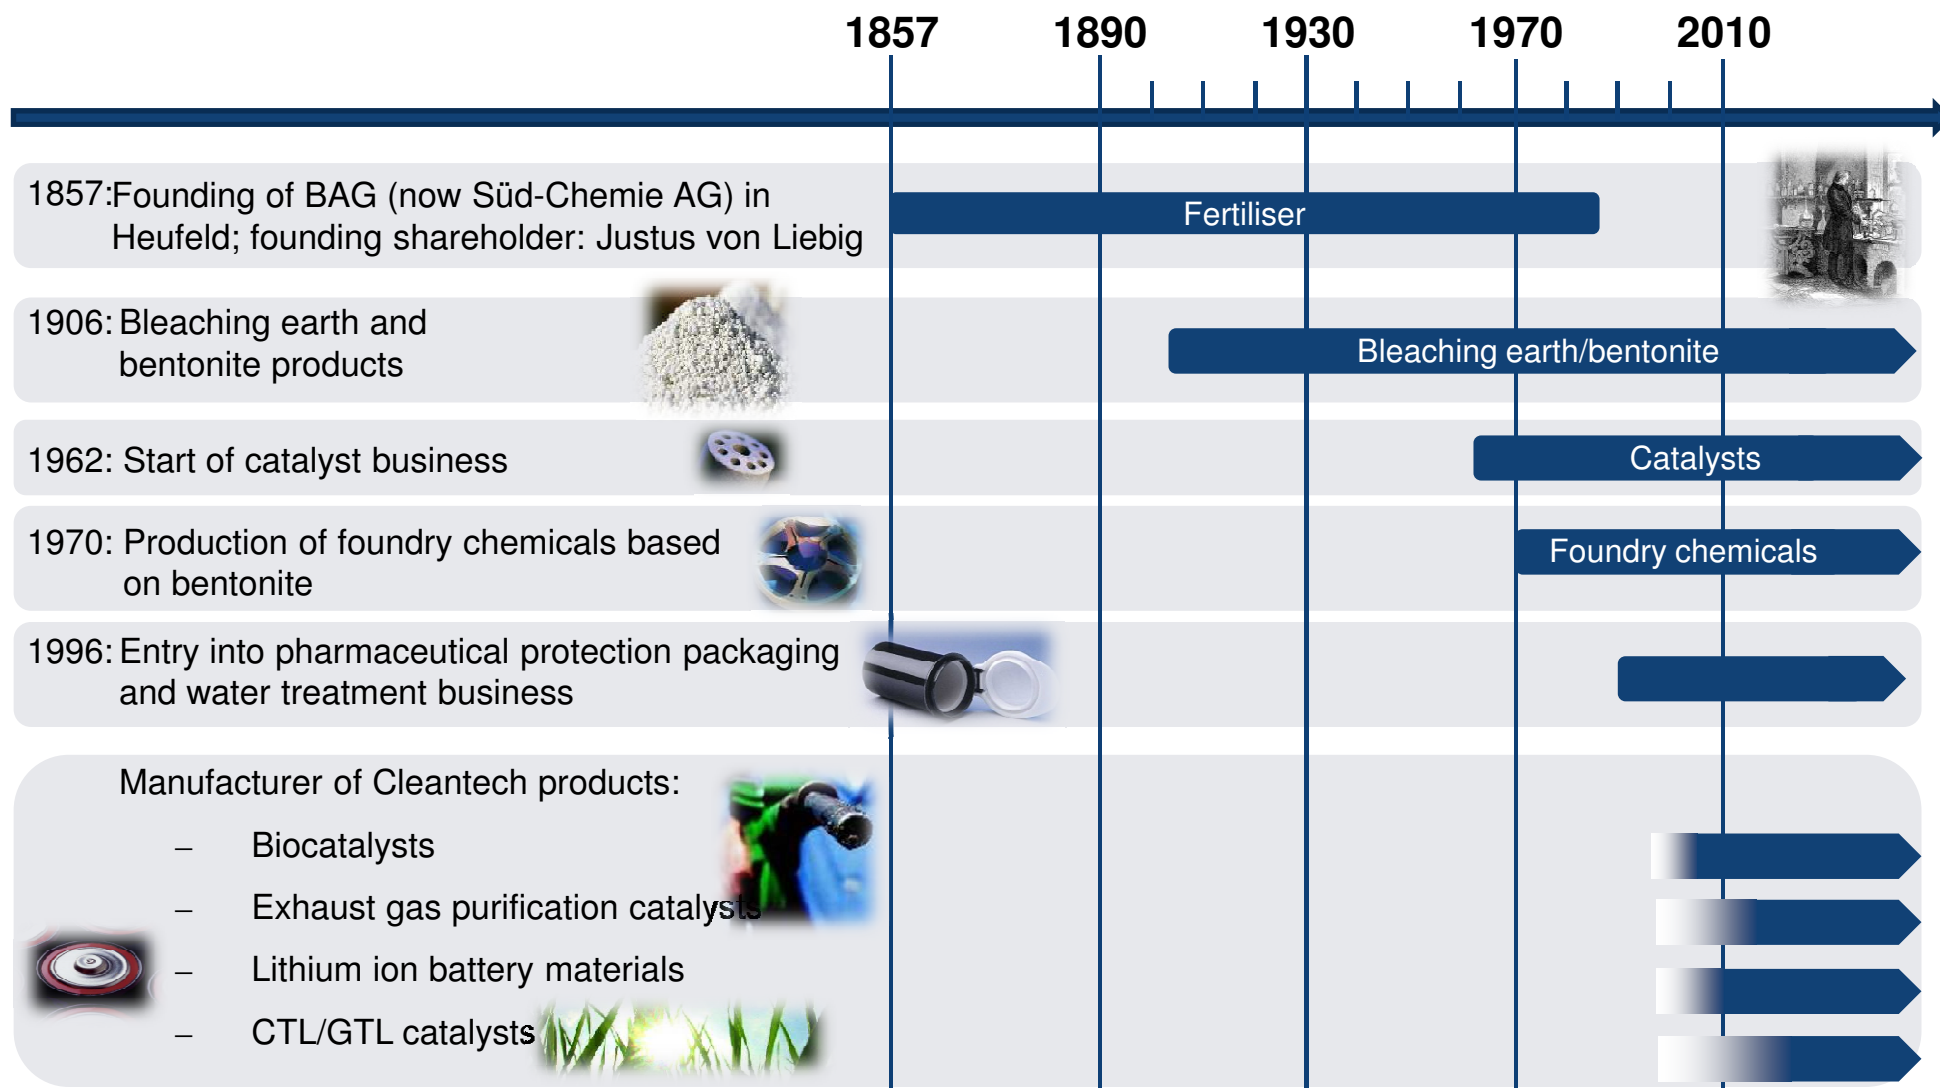 1857 1890 1930 1970 2010
1857: Founding of BAG (now Süd-Chemie AG) in
Heufeld; founding shareholder: Justus von Liebig
Fertiliser
1906: Bleaching earth and
bentonite products
Bleaching earth/bentonite
1962: Start of catalyst business
Catalysts
1970: Production of foundry chemicals based
on bentonite
Foundry chemicals
1996: Entry into pharmaceutical protection packaging
and water treatment business
Manufacturer of Cleantech products:
– Biocatalysts
– Exhaust gas purification catalysts
– Lithium ion battery materials
– CTL/GTL catalysts